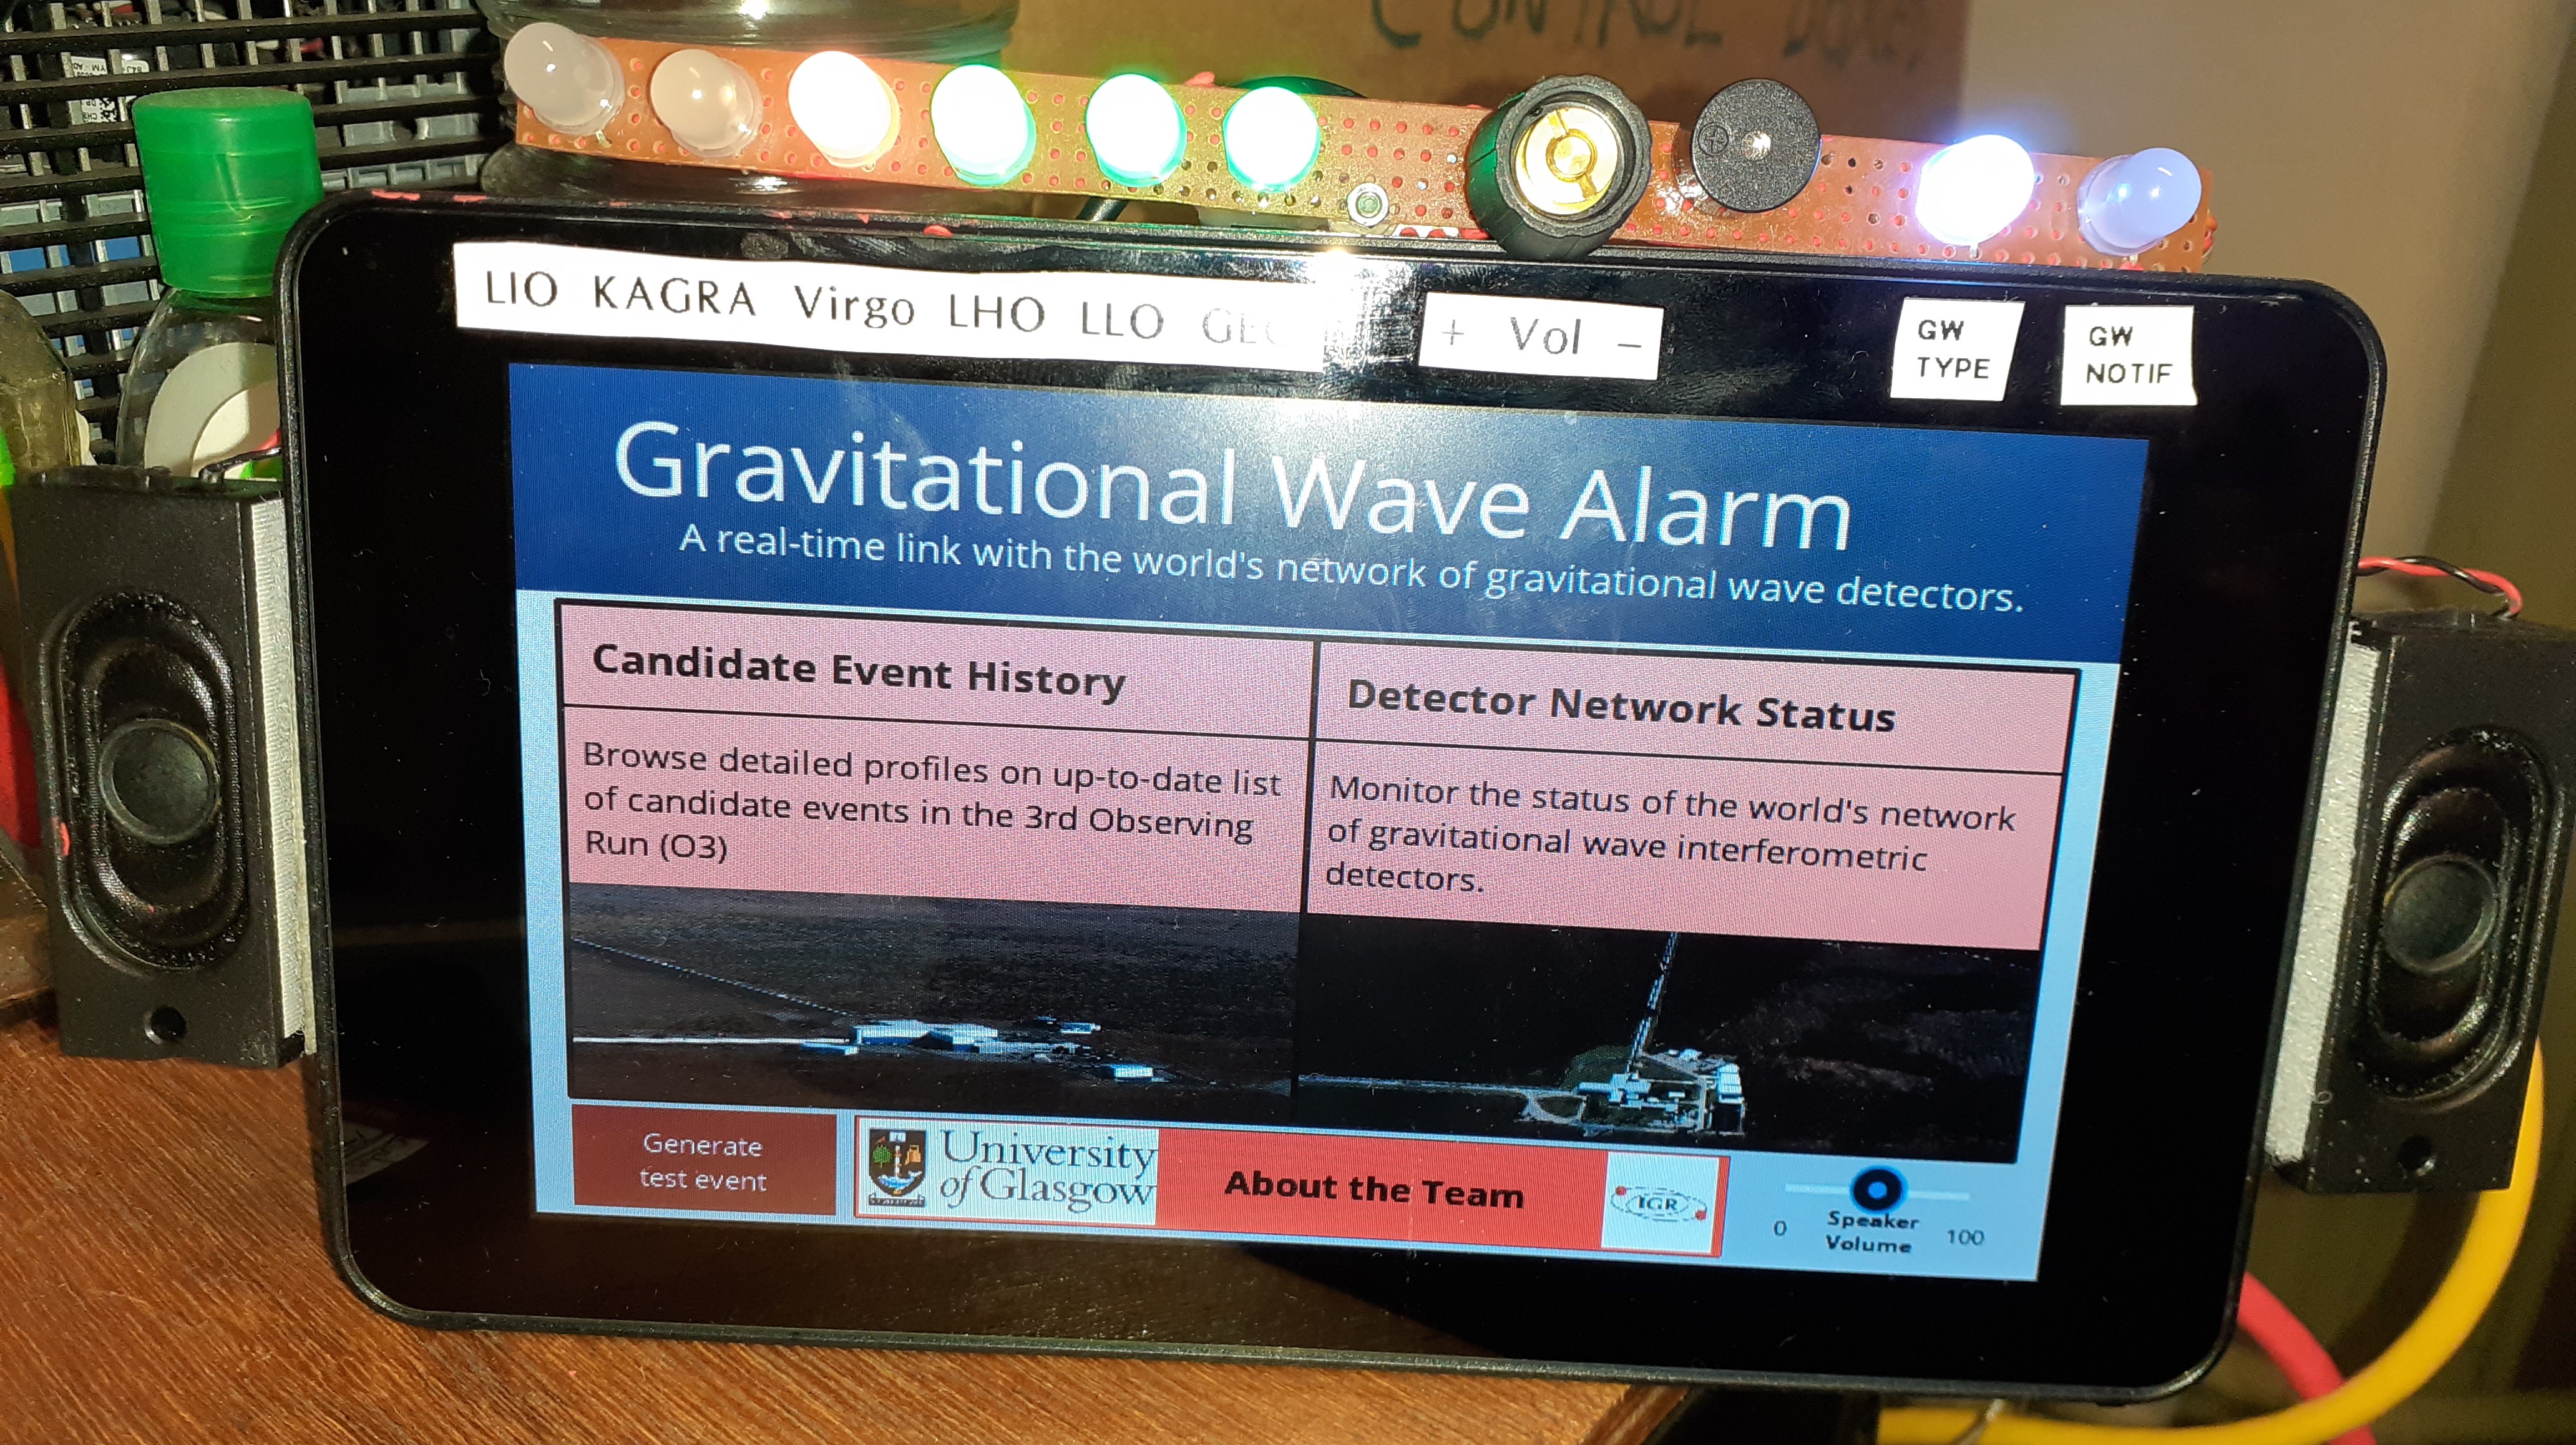 CONTROL
LIO KAGRA Virgo LHO LLO
+ Vol −
GW
TYPE
GW
NOTIF
Gravitational Wave Alarm
A real-time link with the world's network of gravitational wave detectors.
Candidate Event History
Browse detailed profiles on up-to-date list
of candidate events in the 3rd Observing
Run (O3)
Detector Network Status
Monitor the status of the world's network
of gravitational wave interferometric
detectors.
Generate
test event
University
of Glasgow
About the Team
IGR
0
Speaker
Volume
100